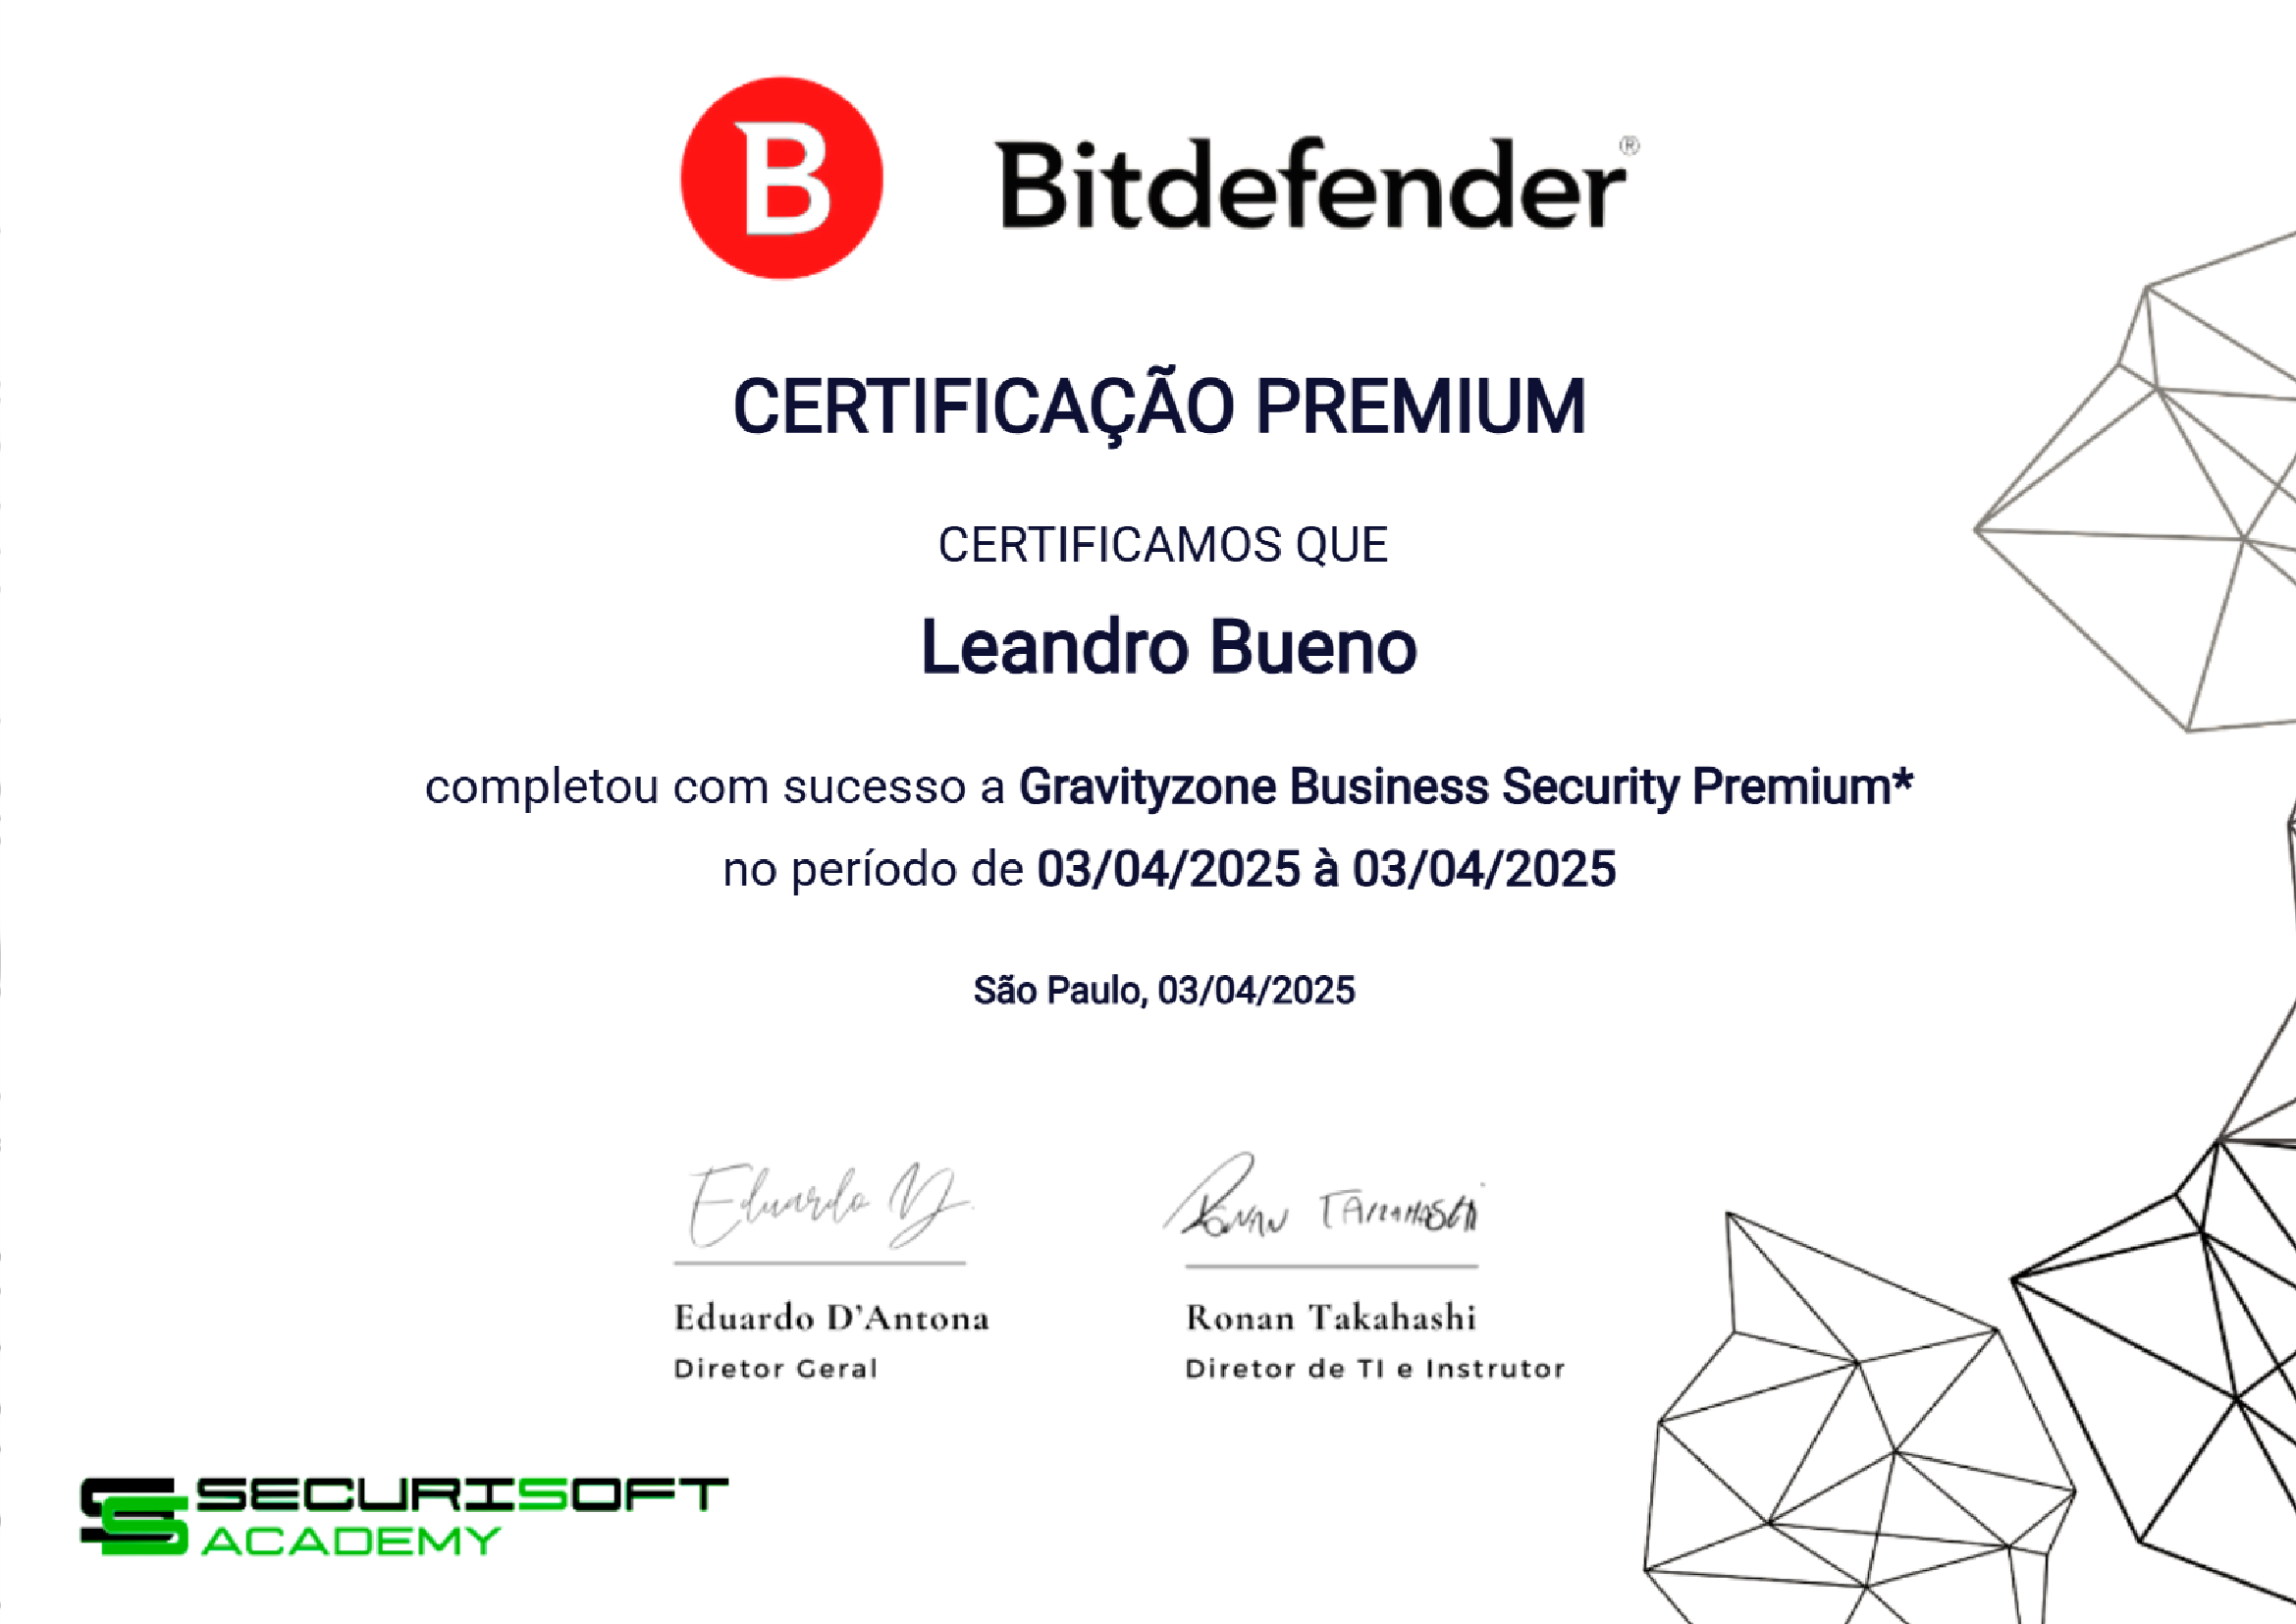 B Bitdefender®
CERTIFICAÇÃO PREMIUM
CERTIFICAMOS QUE
Leandro Bueno
completou com sucesso a Gravityzone Business Security Premium*
no período de 03/04/2025 à 03/04/2025
São Paulo, 03/04/2025
Eduardo D. Ronan Takahashi
Eduardo D'Antona Ronan Takahashi
Diretor Geral Diretor de TI e Instrutor
SECURISOFT
ACADEMY